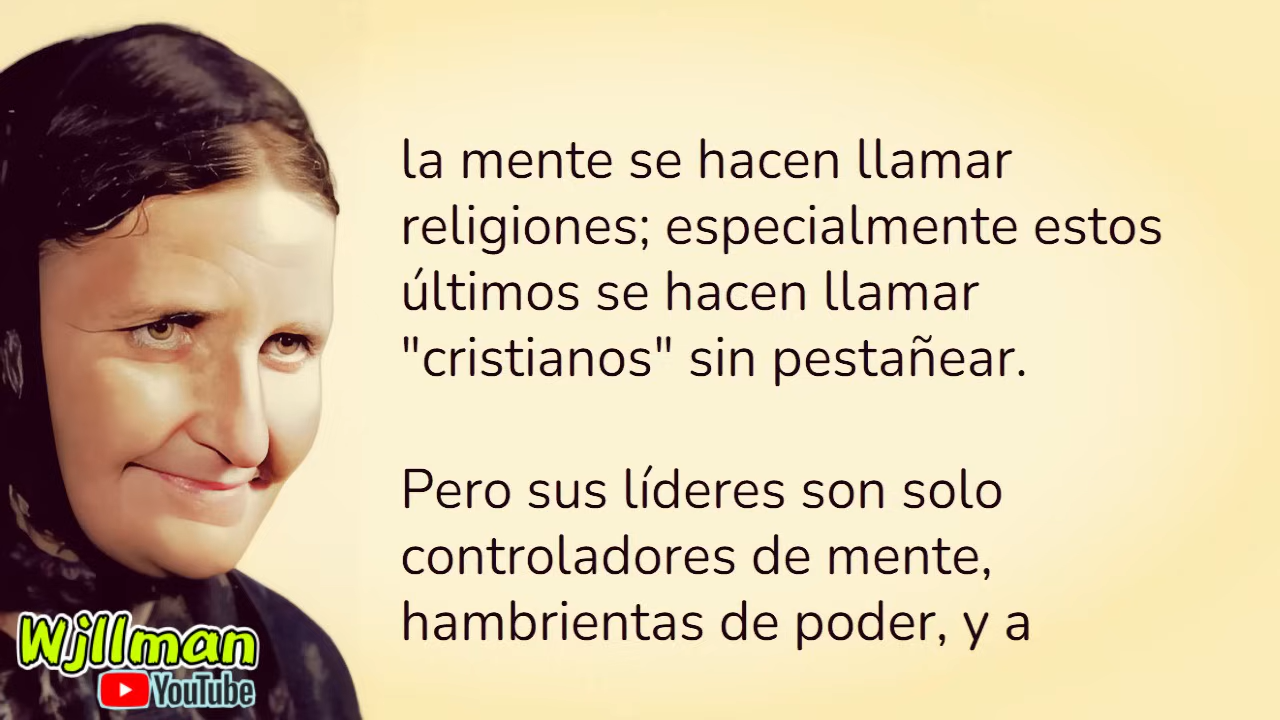 la mente se hacen llamar
religiones; especialmente estos
últimos se hacen llamar
"cristianos" sin pestañear.
Pero sus líderes son solo
controladores de mente,
hambrientas de poder, y a
Wjllman
YouTube